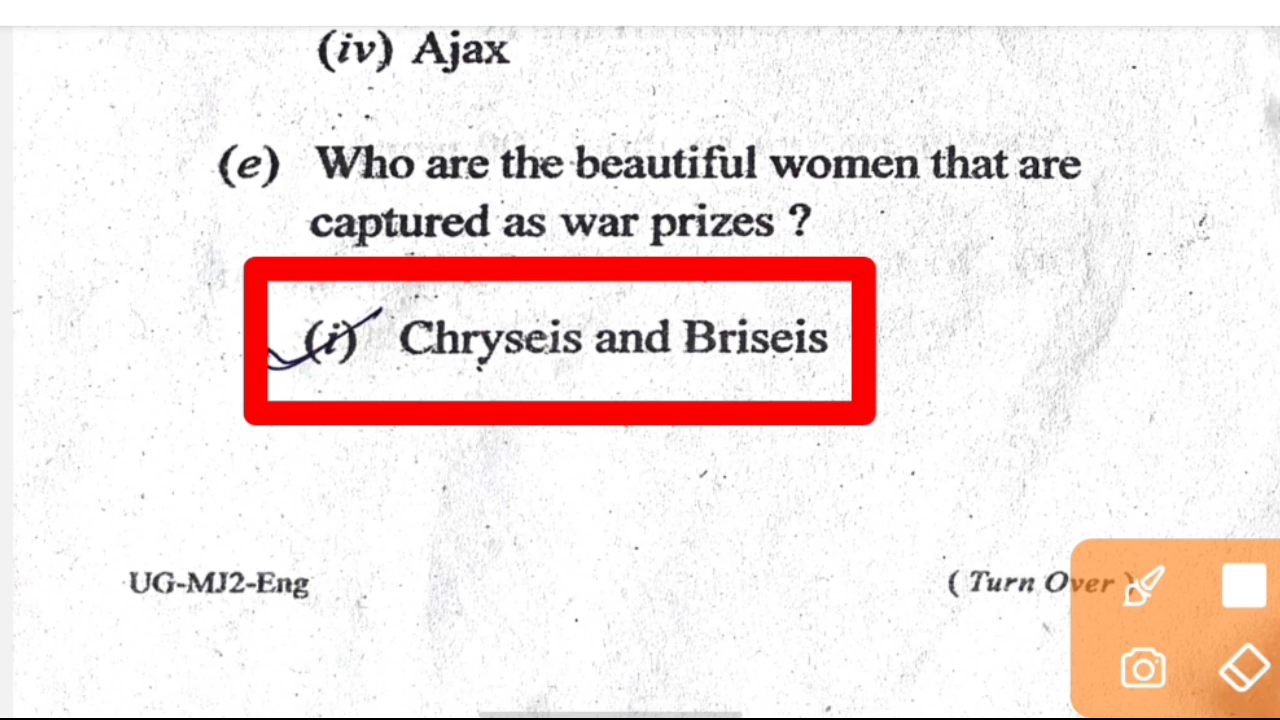 (iv) Ajax
(e) Who are the beautiful women that are
captured as war prizes ?
(i) Chryseis and Briseis
UG-MJ2-Eng
( Turn Over )